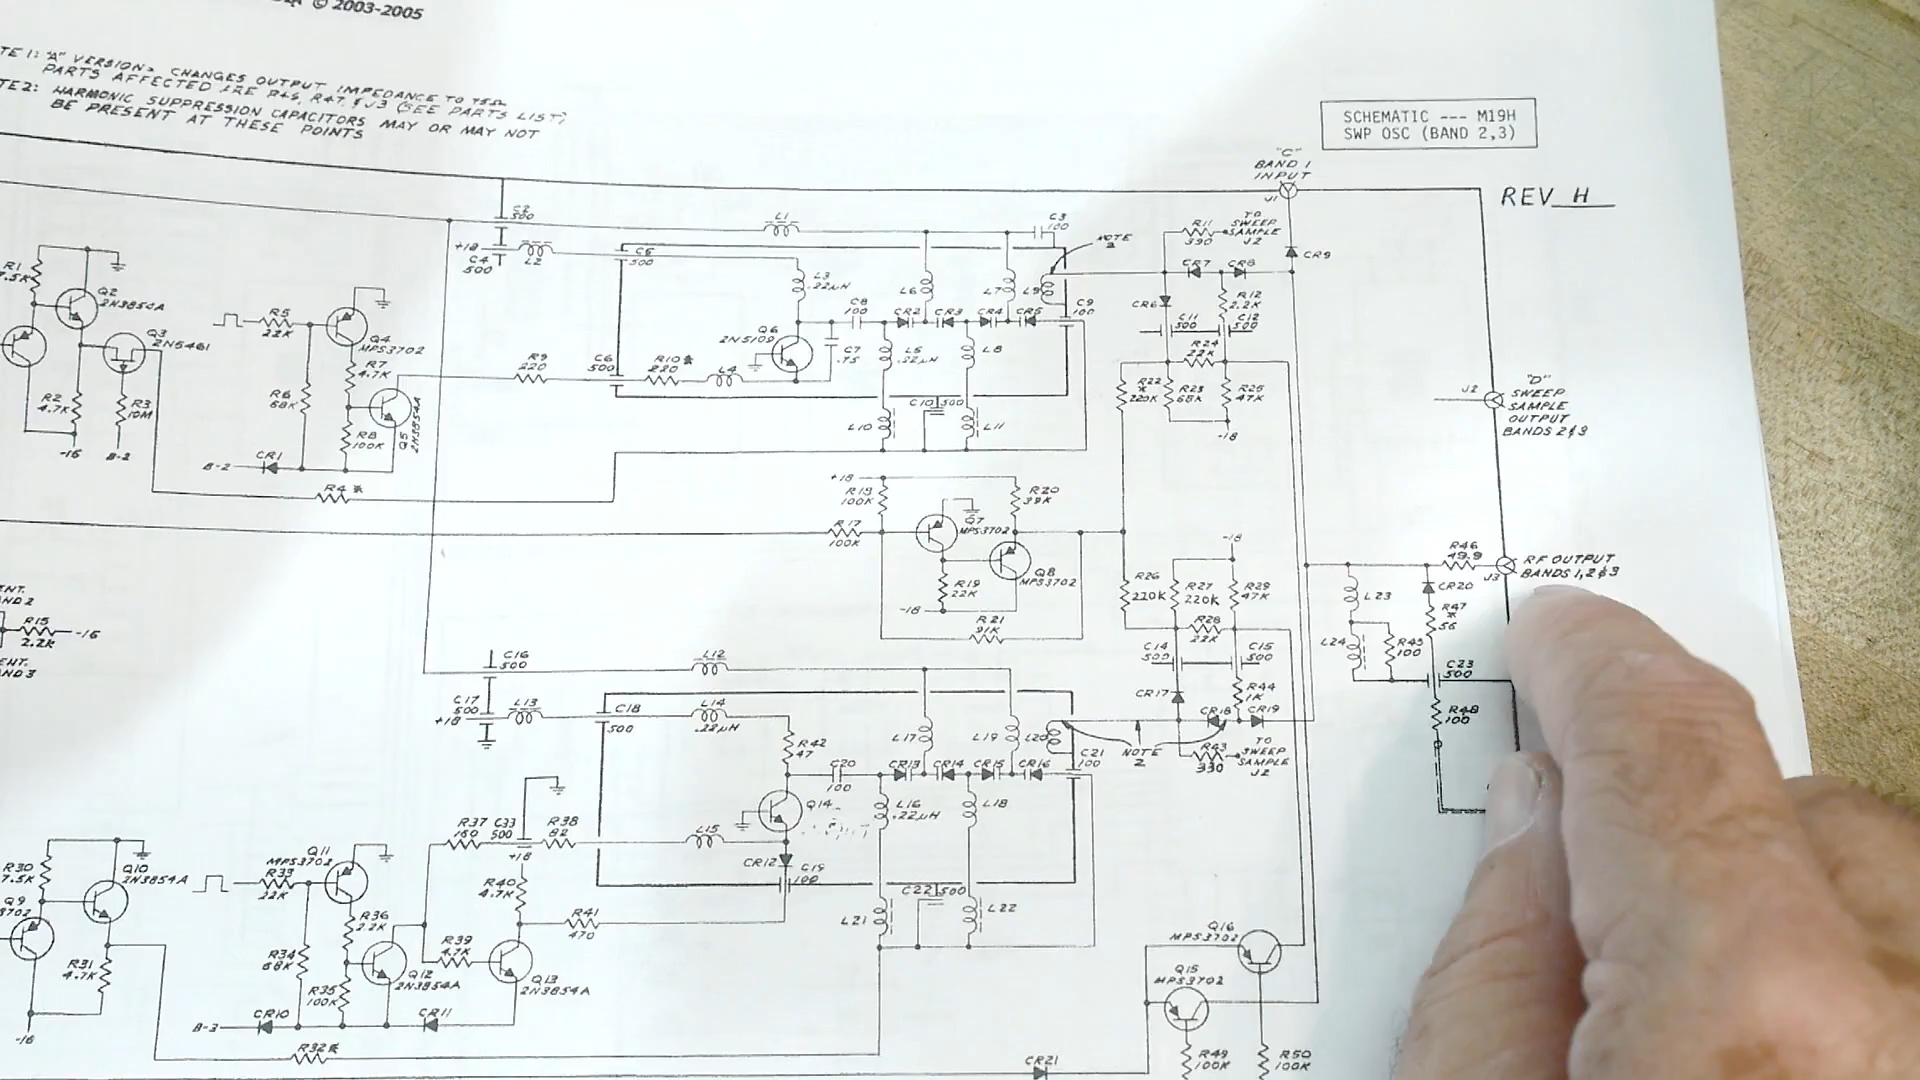 © 2003-2005
"A" VERSION CHANGES OUTPUT IMPEDANCE TO 75Ω
PARTS AFFECTED ARE R46, R47, & J3 (SEE PARTS LIST)
HARMONIC SUPPRESSION CAPACITORS MAY OR MAY NOT
BE PRESENT AT THESE POINTS
SCHEMATIC --- M19H
SWP OSC (BAND 2,3)
REV H
"C"
BAND 1
INPUT
J1
C2
500
L1
C3
100
NOTE
2
R11
390
TO
SWEEP
SAMPLE
J2
CR9
+18
C4
500
L2
C5
500
L3
.22µH
L6
L7
L9
C9
100
CR7
CR8
CR6
R12
2.2K
C11
500
C12
500
R1
7.5K
Q2
2N3854A
Q3
2N5461
R5
22K
Q4
MPS3702
R7
4.7K
R6
68K
R8
100K
Q5
2N3854A
R2
4.7K
R3
10M
-16
B-2
B-2
CR1
R4*
R9
220
C6
500
R10*
220
L4
Q6
2N5109
C8
100
C7
.75
CR2
CR3
CR4
CR5
L5
.22µH
L8
C10
500
L10
L11
R24
22K
R22
*
220K
R23
68K
R25
47K
-18
J2
"D"
SWEEP
SAMPLE
OUTPUT
BANDS 2&3
+18
R20
39K
100K
R17
100K
Q7
MPS3702
Q8
MPS3702
R19
22K
-18
R21
91K
-18
R26
220K
R27
220K
R29
47K
R28
22K
C14
500
C15
500
R46
49.9
J3
RF OUTPUT
BANDS 1,2&3
CR20
L23
R47
*
56
L24
R45
100
C23
500
R48
100
R15
2.2K
-16
C16
500
L12
C17
500
+18
L13
C18
500
L14
.22µH
R42
47
L17
L19
L20
C21
100
NOTE
2
CR17
R44
1K
CR18
CR19
R43
330
TO
SWEEP
SAMPLE
J2
C20
100
CR13
CR14
CR15
CR16
Q14
L16
.22µH
L18
R37
160
C33
500
R38
82
+18
L15
CR12
C19
100
C22
500
L21
L22
R30
7.5K
Q10
2N3854A
Q9
R31
4.7K
-16
Q11
MPS3702
R33
22K
R36
2.2K
R34
68K
R35
100K
Q12
2N3854A
R39
4.7K
R40
4.7K
R41
470
Q13
2N3854A
B-3
CR10
CR11
R32*
Q16
MPS3702
Q15
MPS3702
CR21
R49
100K
R50
100K